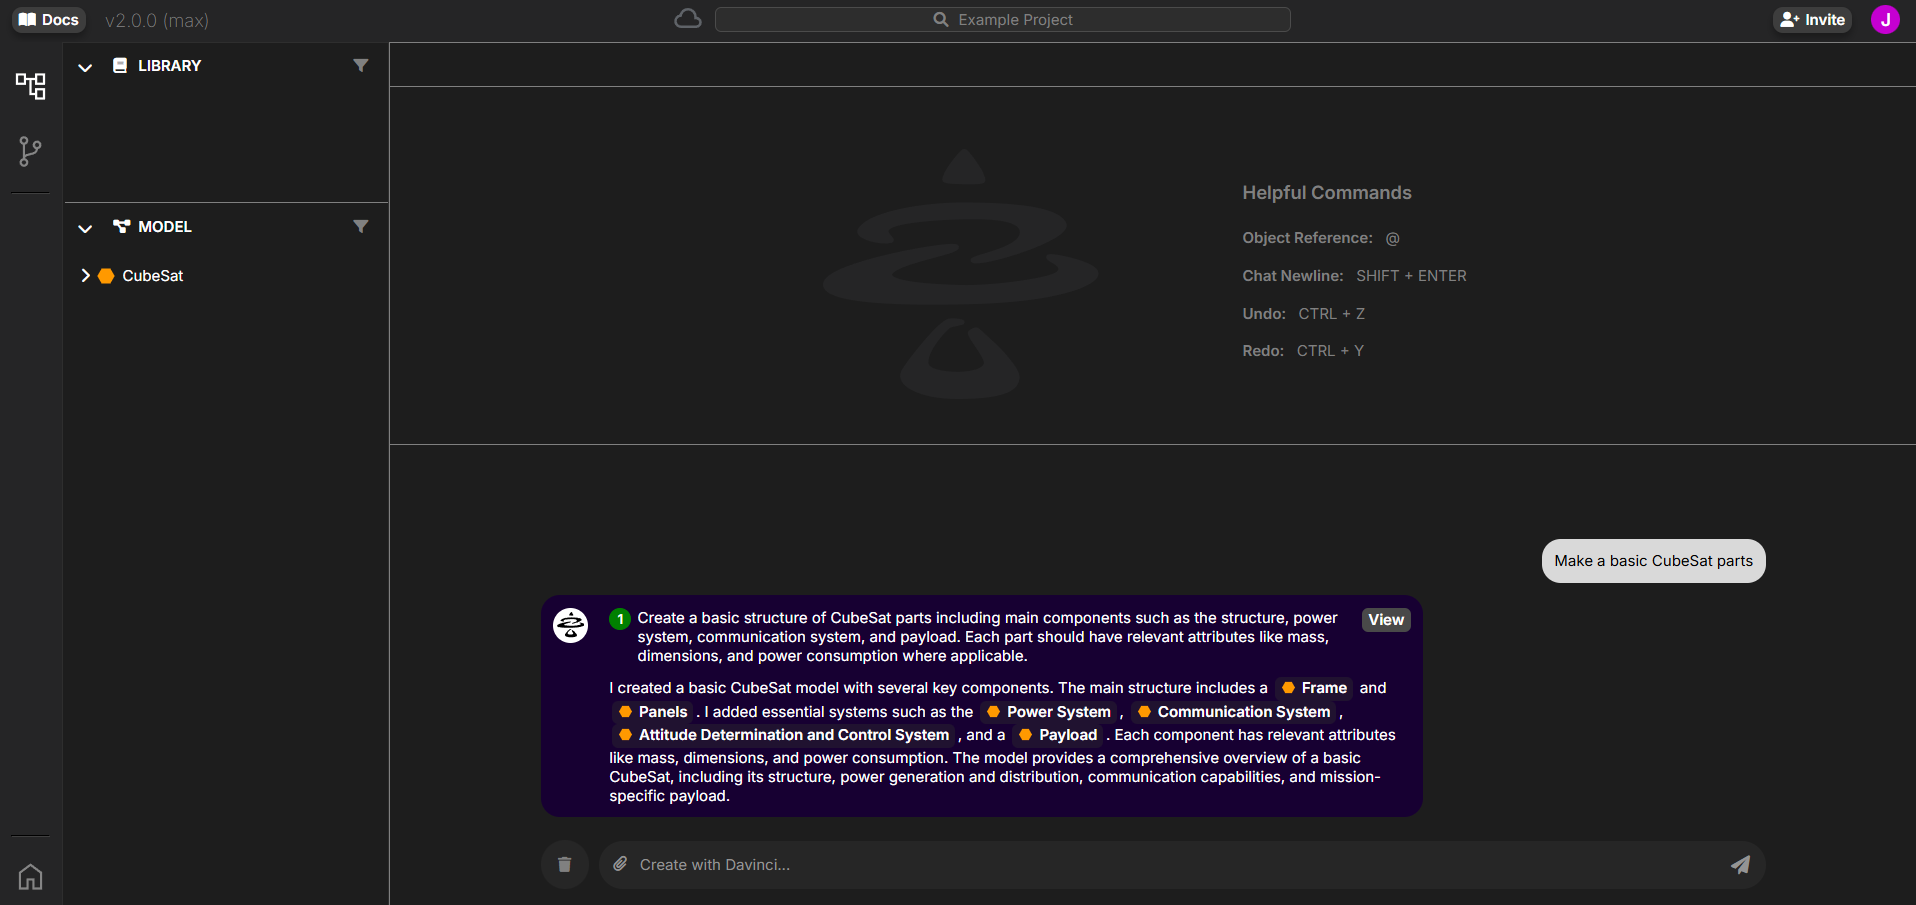 Docs v2.0.0 (max) Example Project Invite J
LIBRARY
MODEL
CubeSat
Helpful Commands
Object Reference: @
Chat Newline: SHIFT + ENTER
Undo: CTRL + Z
Redo: CTRL + Y
Make a basic CubeSat parts
1 Create a basic structure of CubeSat parts including main components such as the structure, power View
system, communication system, and payload. Each part should have relevant attributes like mass,
dimensions, and power consumption where applicable.
I created a basic CubeSat model with several key components. The main structure includes a Frame and
Panels . I added essential systems such as the Power System , Communication System ,
Attitude Determination and Control System , and a Payload . Each component has relevant attributes
like mass, dimensions, and power consumption. The model provides a comprehensive overview of a basic
CubeSat, including its structure, power generation and distribution, communication capabilities, and mission-
specific payload.
Create with Davinci...